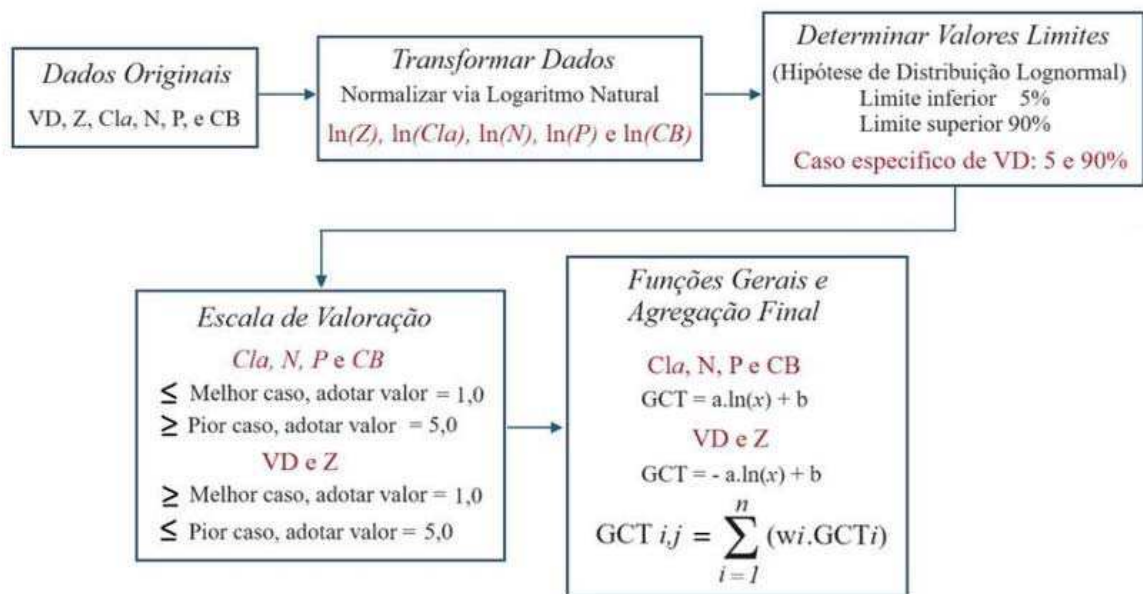 Dados Originais
VD, Z, Cla, N, P, e CB
Transformar Dados
Normalizar via Logaritmo Natural
ln(Z), ln(Cla), ln(N), ln(P) e ln(CB)
Determinar Valores Limites
(Hipótese de Distribuição Lognormal)
Limite inferior 5%
Limite superior 90%
Caso especifico de VD: 5 e 90%
Escala de Valoração
Cla, N, P e CB
≤ Melhor caso, adotar valor = 1,0
≥ Pior caso, adotar valor = 5,0
VD e Z
≥ Melhor caso, adotar valor = 1,0
≤ Pior caso, adotar valor = 5,0
Funções Gerais e
Agregação Final
Cla, N, P e CB
GCT = a.ln(x) + b
VD e Z
GCT = - a.ln(x) + b
n
GCT i,j = ∑ (wi.GCTi)
i = 1